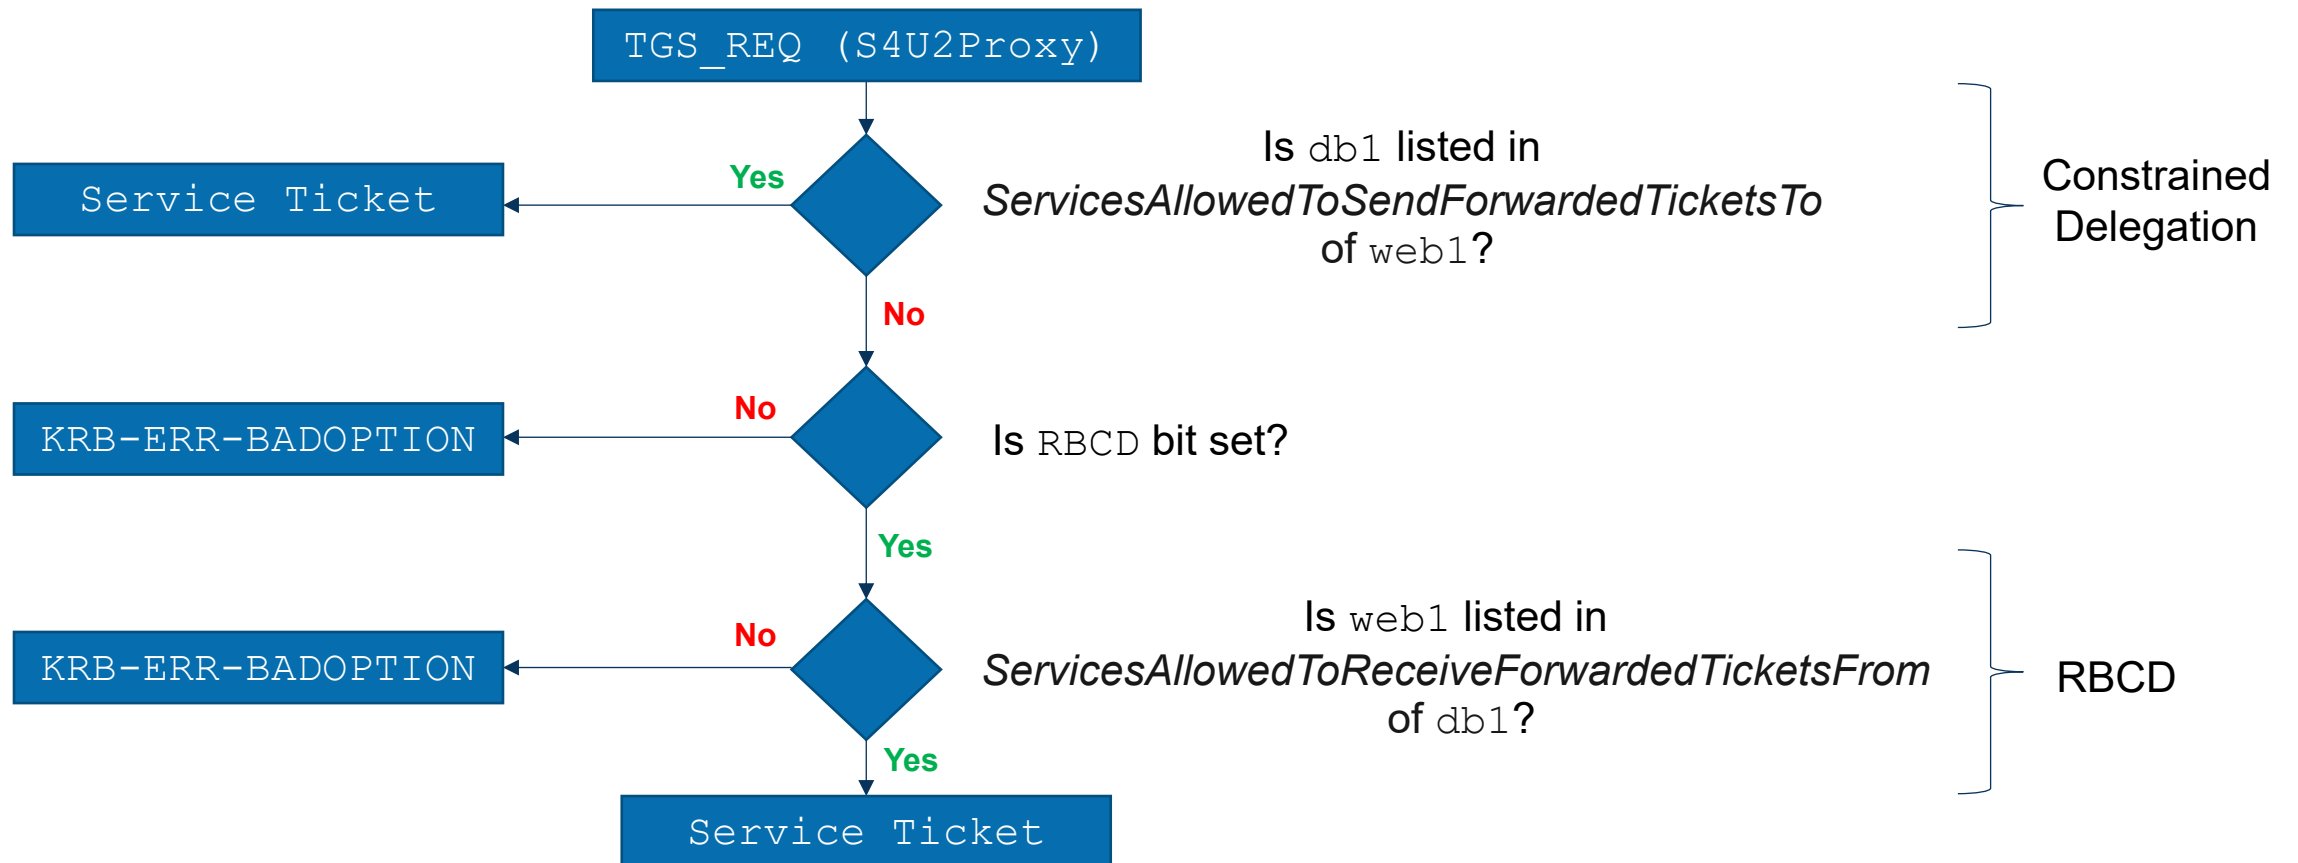 TGS_REQ (S4U2Proxy)
Is db1 listed in
ServicesAllowedToSendForwardedTicketsTo
of web1?
Constrained
Delegation
Yes
Service Ticket
No
Is RBCD bit set?
No
KRB-ERR-BADOPTION
Yes
Is web1 listed in
ServicesAllowedToReceiveForwardedTicketsFrom
of db1?
RBCD
No
KRB-ERR-BADOPTION
Yes
Service Ticket